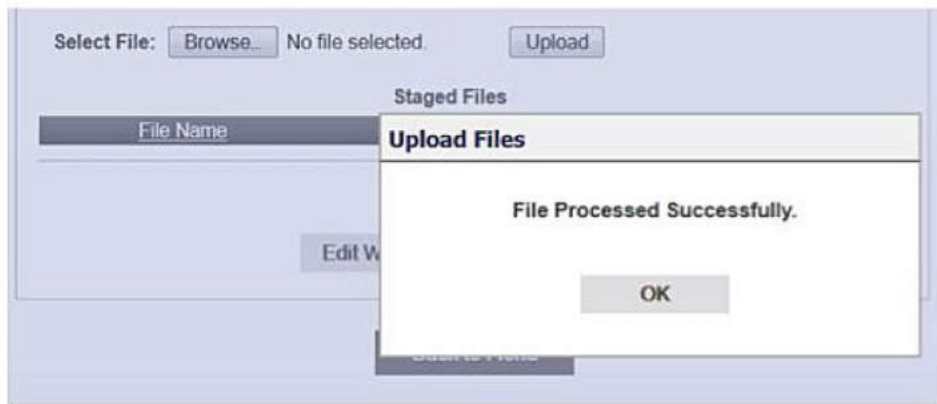 Select File: Browse... No file selected. Upload
Staged Files
File Name
Upload Files
File Processed Successfully.
Edit W
OK